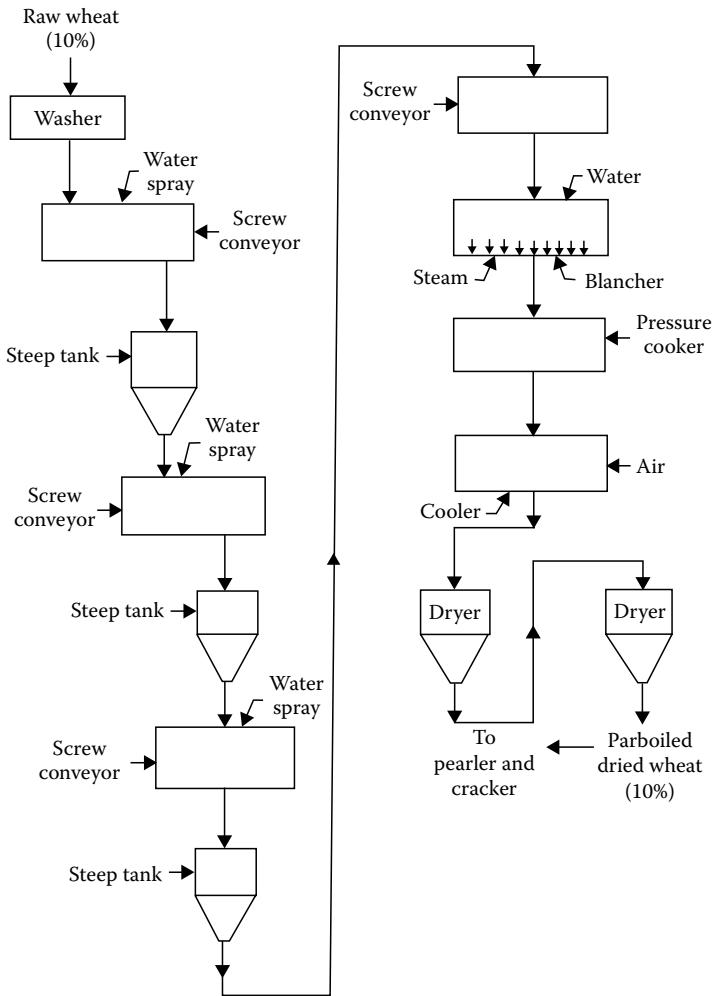 Raw wheat
(10%)
Washer
Water
spray
Screw
conveyor
Steep tank
Water
spray
Screw
conveyor
Steep tank
Water
spray
Screw
conveyor
Steep tank
Screw
conveyor
Water
Steam
Blancher
Pressure
cooker
Air
Cooler
Dryer
Dryer
To
pearler and
cracker
Parboiled
dried wheat
(10%)